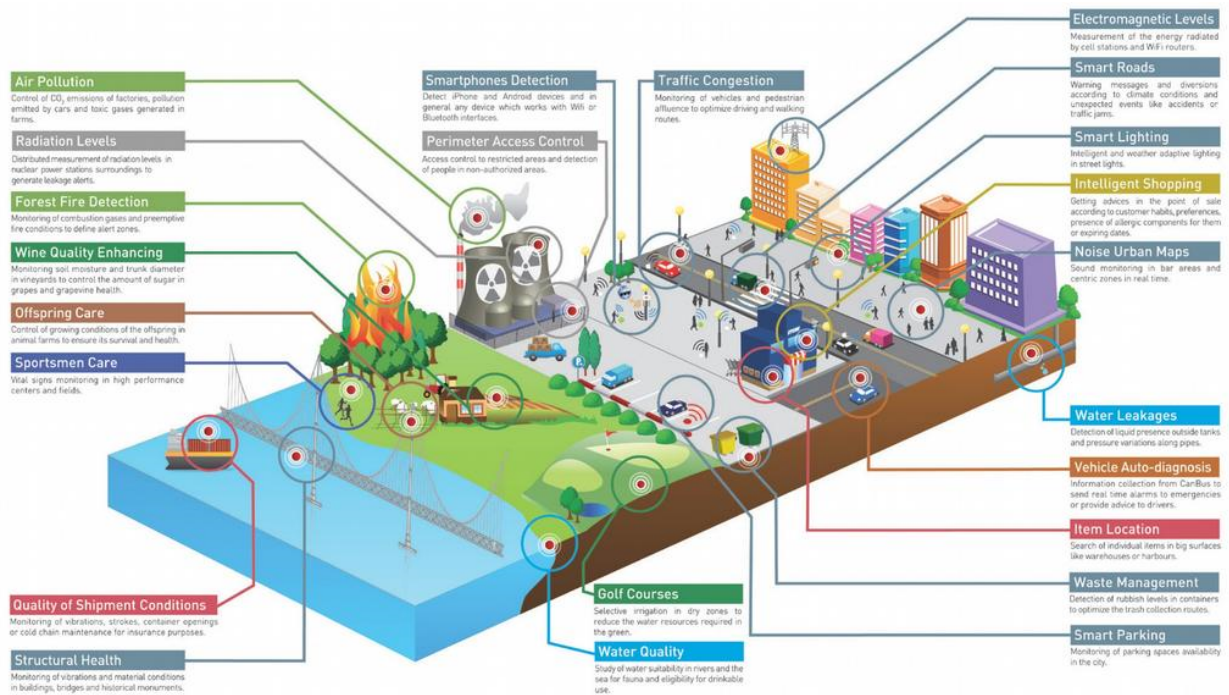 Air Pollution
Control of CO₂ emissions of factories, pollution
emitted by cars and toxic gases generated in
farms.
Radiation Levels
Distributed measurement of radiation levels in
nuclear power stations surroundings to
generate leakage alerts.
Forest Fire Detection
Monitoring of combustion gases and preemptive
fire conditions to define alert zones.
Wine Quality Enhancing
Monitoring soil moisture and trunk diameter
in vineyards to control the amount of sugar in
grapes and grapevine health.
Offspring Care
Control of growing conditions of the offspring in
animal farms to ensure its survival and health.
Sportsmen Care
Vital signs monitoring in high performance
centers and fields.
Quality of Shipment Conditions
Monitoring of vibrations, strokes, container openings
or cold chain maintenance for insurance purposes.
Structural Health
Monitoring of vibrations and material conditions
in buildings, bridges and historical monuments.
Smartphones Detection
Detect iPhone and Android devices and in
general any device which works with Wifi or
Bluetooth interfaces.
Perimeter Access Control
Access control to restricted areas and detection
of people in non-authorized areas.
Traffic Congestion
Monitoring of vehicles and pedestrian
affluence to optimize driving and walking
routes.
Golf Courses
Selective irrigation in dry zones to
reduce the water resources required in
the green.
Water Quality
Study of water suitability in rivers and the
sea for fauna and eligibility for drinkable
use.
Electromagnetic Levels
Measurement of the energy radiated
by cell stations and WiFi routers.
Smart Roads
Warning messages and diversions
according to climate conditions and
unexpected events like accidents or
traffic jams.
Smart Lighting
Intelligent and weather adaptive lighting
in street lights.
Intelligent Shopping
Getting advices in the point of sale
according to customer habits, preferences,
presence of allergic components for them
or expiring dates.
Noise Urban Maps
Sound monitoring in bar areas and
centric zones in real time.
Water Leakages
Detection of liquid presence outside tanks
and pressure variations along pipes.
Vehicle Auto-diagnosis
Information collection from CanBus to
send real time alarms to emergencies
or provide advice to drivers.
Item Location
Search of individual items in big surfaces
like warehouses or harbours.
Waste Management
Detection of rubbish levels in containers
to optimize the trash collection routes.
Smart Parking
Monitoring of parking spaces availability
in the city.
P